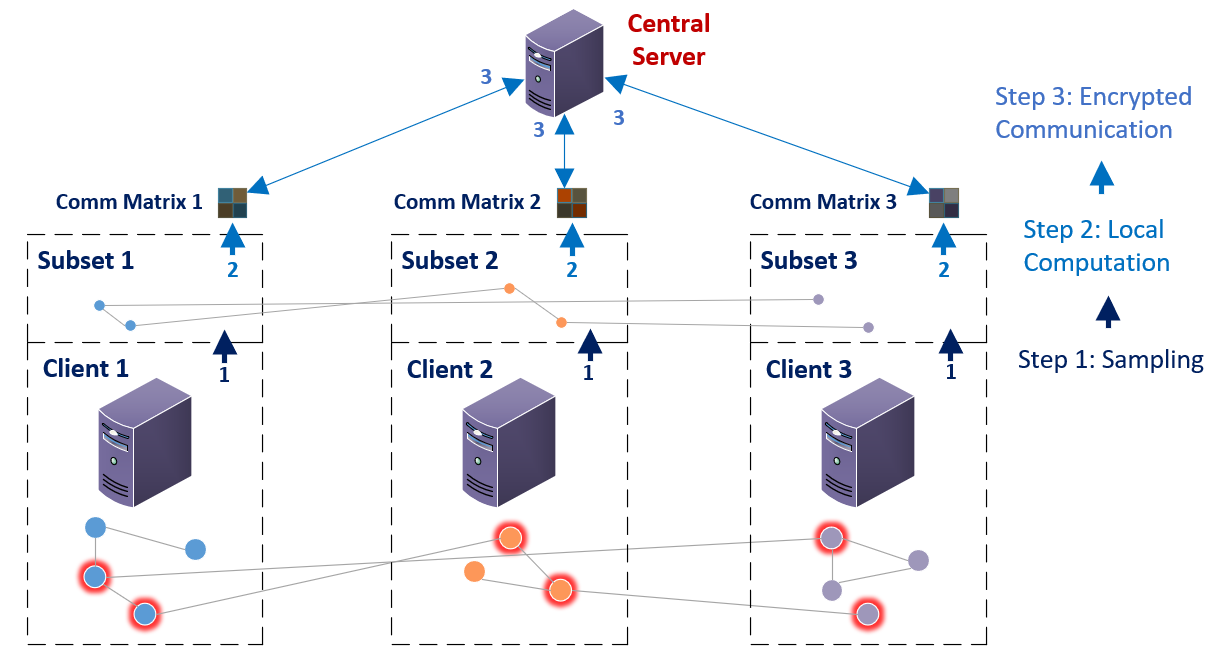 Central
Server
3
3
3
Step 3: Encrypted
Communication
Comm Matrix 1
Comm Matrix 2
Comm Matrix 3
Step 2: Local
Computation
Subset 1
2
Subset 2
2
Subset 3
2
Step 1: Sampling
Client 1
1
Client 2
1
Client 3
1